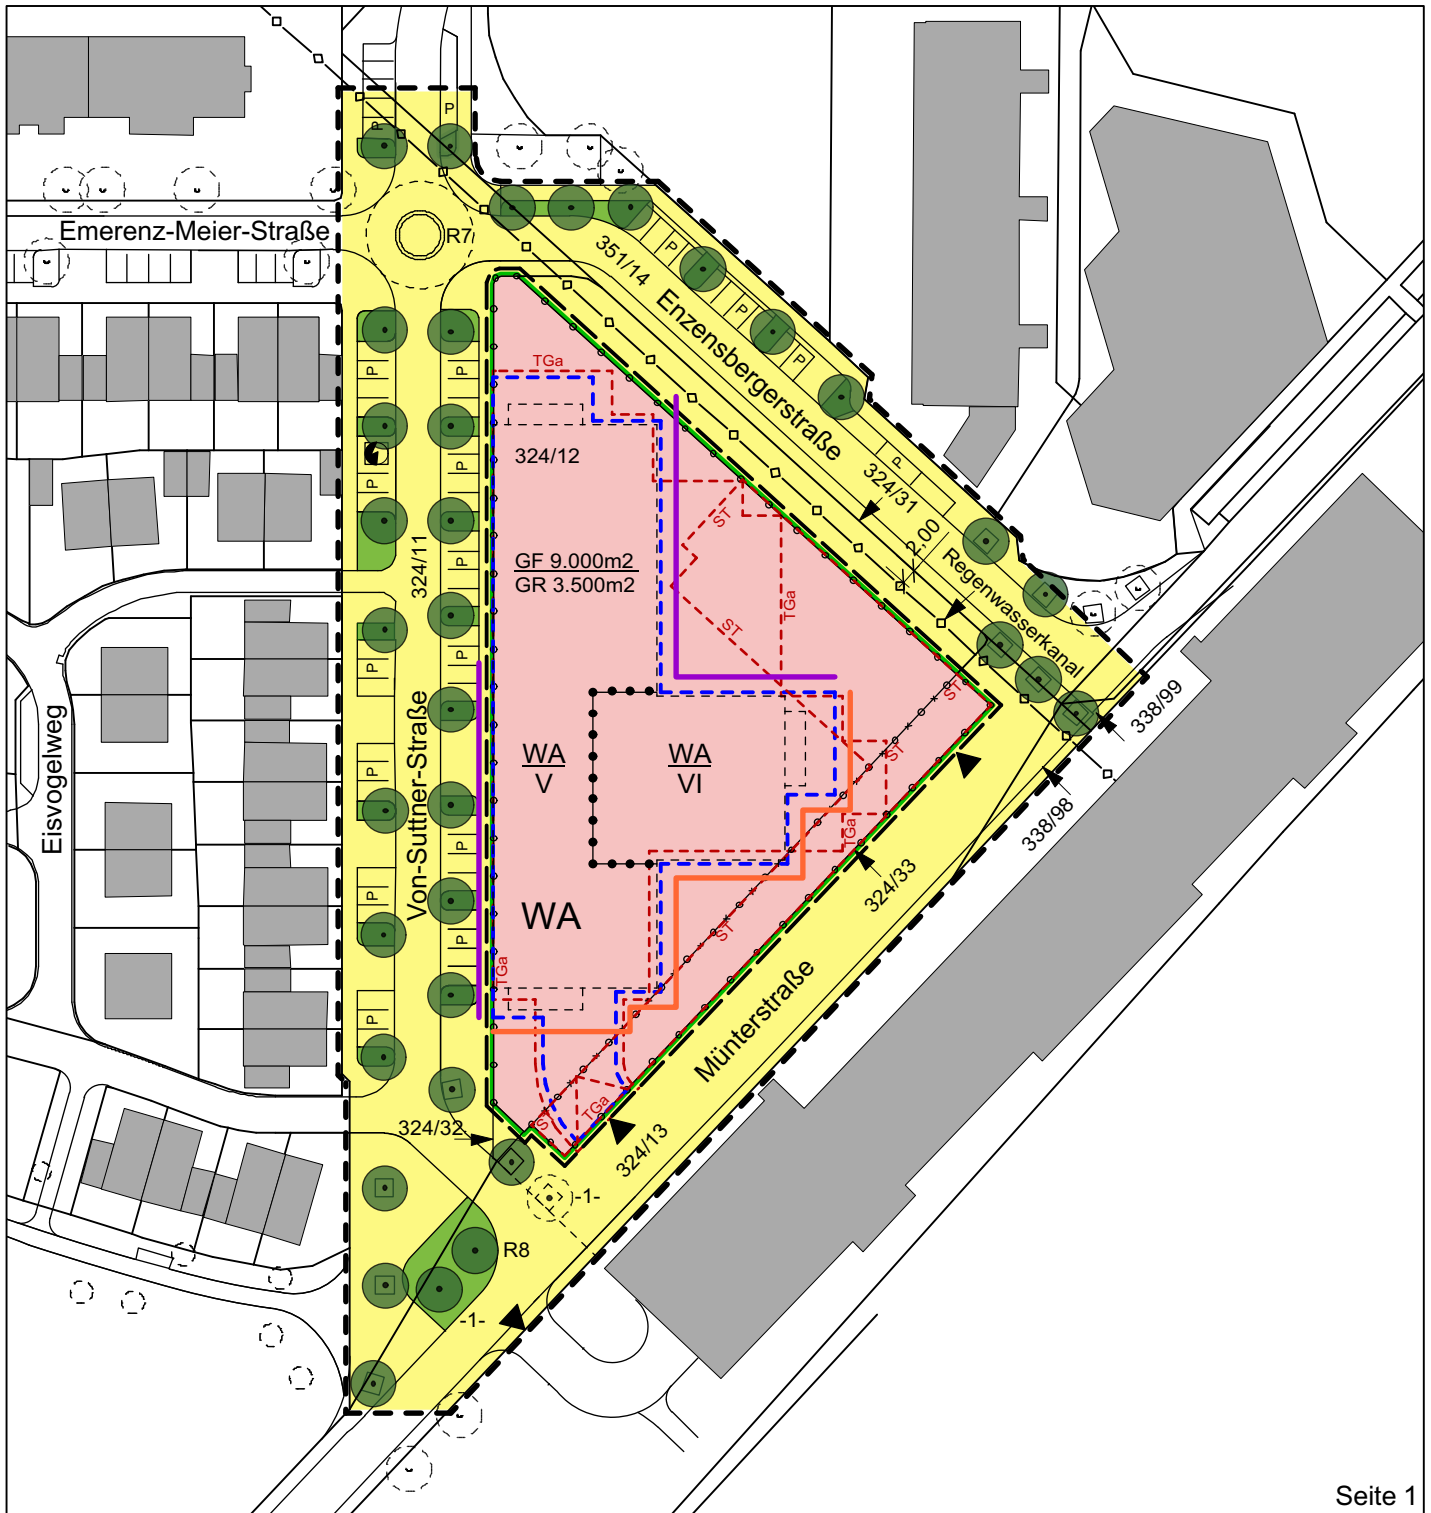 P
P
Emerenz-Meier-Straße
R7
351/14
P
P
P
P
Enzensbergerstraße
TGa
P
P
324/12
P
P
324/31
ST
2,00
324/11
GF 9.000m2
GR 3.500m2
TGa
ST
Regenwasserkanal
P
P
ST
338/99
Eisvogelweg
Von-Suttner-Straße
WA
V
WA
VI
P
P
ST
TGa
338/98
324/33
WA
P
P
ST
TGa
P
Münterstraße
324/32
ST
TGa
324/13
-1-
R8
-1-
Seite 1